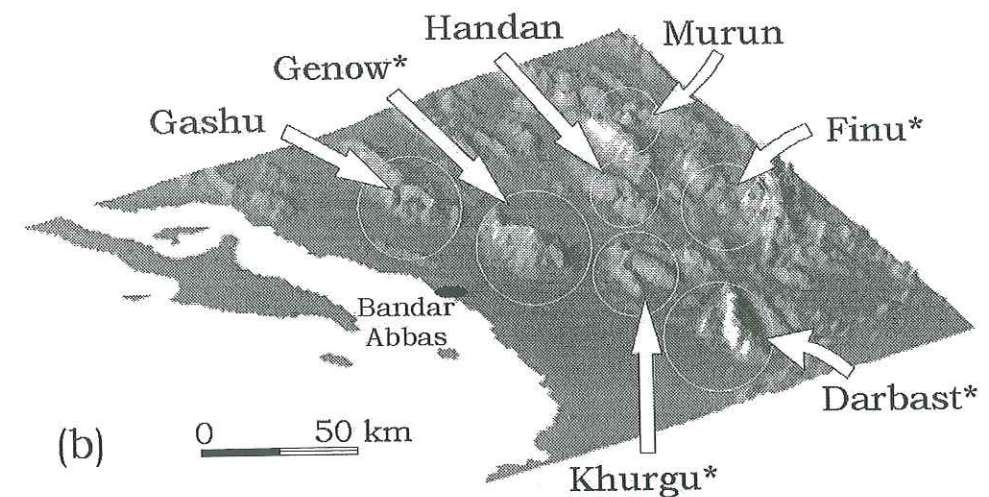 Handan
Murun
Genow*
Gashu
Finu*
Bandar
Abbas
Darbast*
(b)
0 50 km
Khurgu*